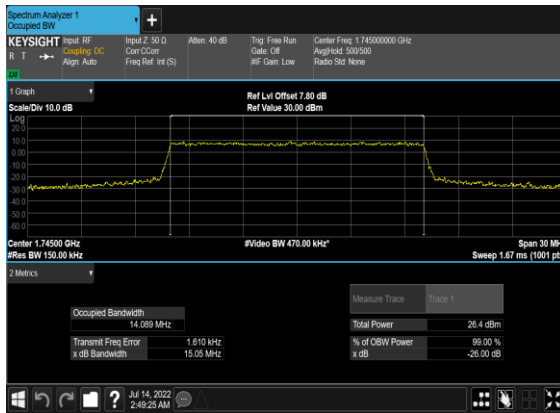 Spectrum Analyzer 1
Occupied BW
KEYSIGHT Input: RF Input Z: 50 Ω Atten: 40 dB Trig: Free Run Center Freq: 1.745000000 GHz
R T Coupling: DC Corr CCorr Gate: Off Avg|Hold: 500/500
Align: Auto Freq Ref: Int (S) #IF Gain: Low Radio Std: None
LXI
1 Graph
Ref Lvl Offset 7.80 dB
Scale/Div 10.0 dB Ref Value 30.00 dBm
Log
20.0
10.0
0.00
-10.0
-20.0
-30.0
-40.0
-50.0
-60.0
Center 1.74500 GHz #Video BW 470.00 kHz* Span 30 MH
#Res BW 150.00 kHz Sweep 1.67 ms (1001 pt
2 Metrics
Measure Trace Trace 1
Occupied Bandwidth
14.089 MHz
Total Power 26.4 dBm
Transmit Freq Error 1.610 kHz
% of OBW Power 99.00 %
x dB Bandwidth 15.05 MHz
x dB -26.00 dB
Jul 14, 2022
2:49:25 AM